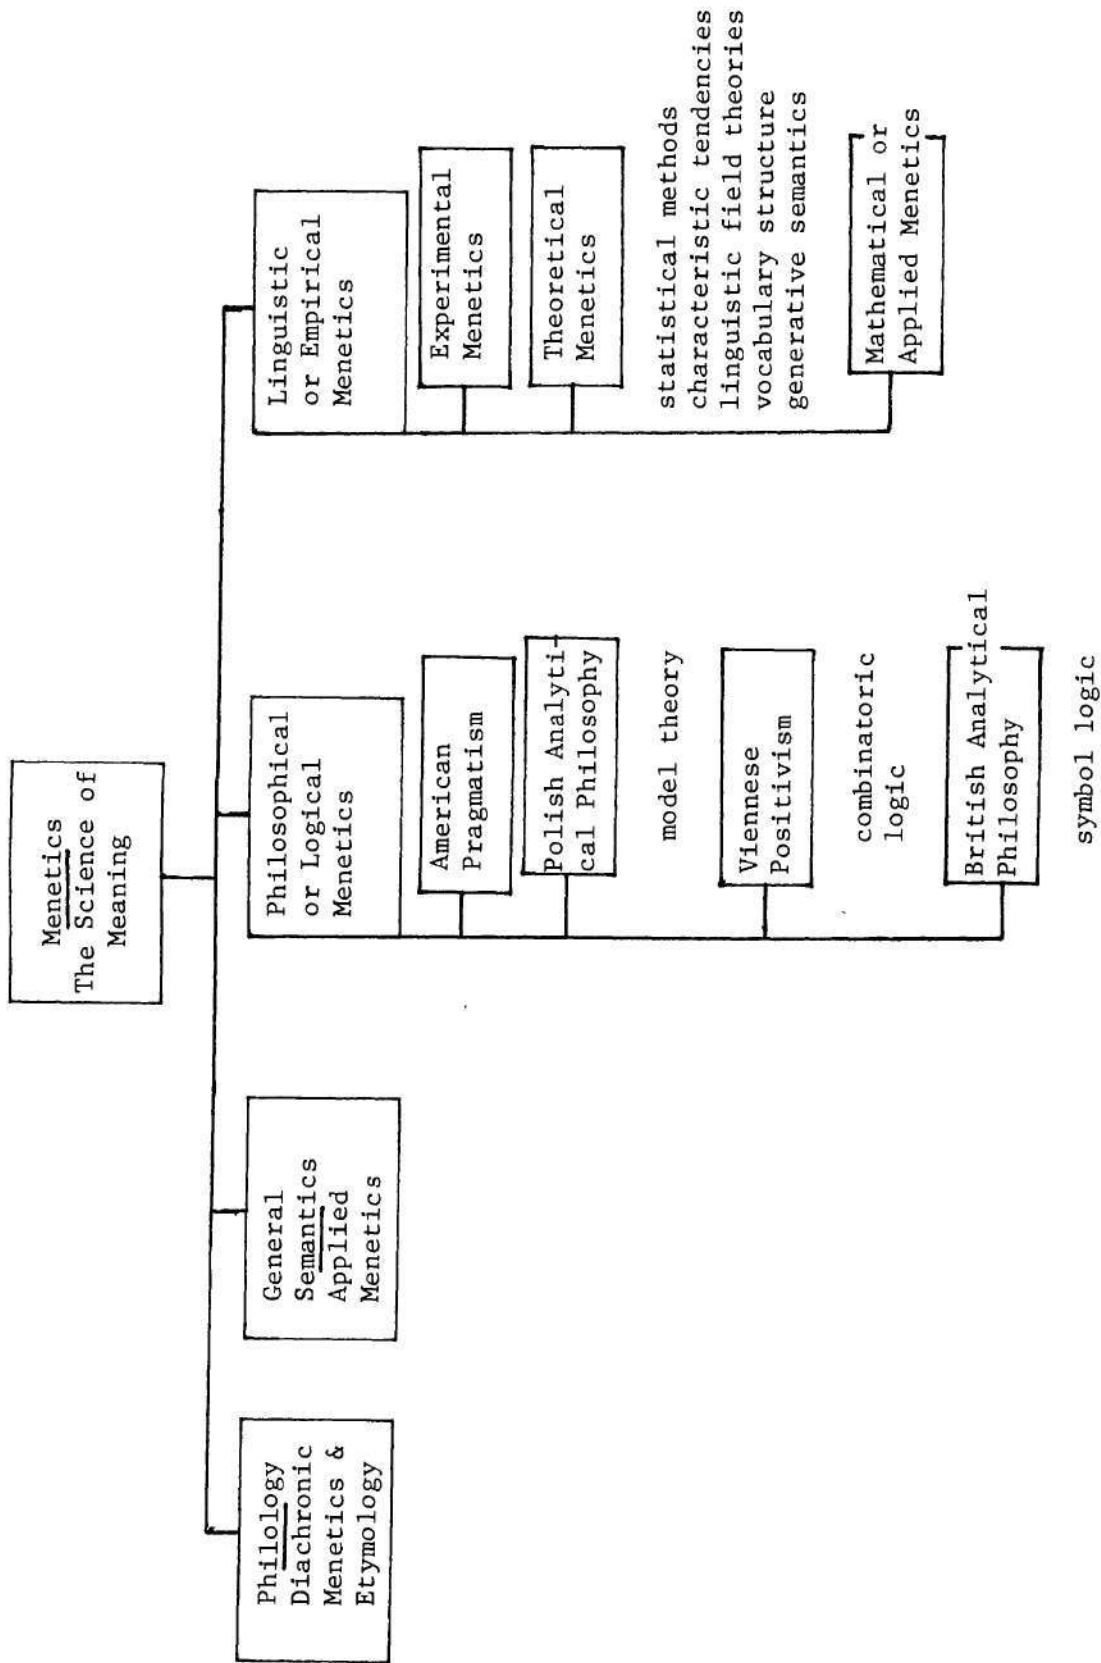 Menetics
The Science of
Meaning
Philology
Diachronic
Menetics &
Etymology
General
Semantics
Applied
Menetics
Philosophical
or Logical
Menetics
American
Pragmatism
Polish Analyti-
cal Philosophy
model theory
Viennese
Positivism
combinatoric
logic
British Analytical
Philosophy
symbol logic
Linguistic
or Empirical
Menetics
Experimental
Menetics
Theoretical
Menetics
statistical methods
characteristic tendencies
linguistic field theories
vocabulary structure
generative semantics
Mathematical or
Applied Menetics